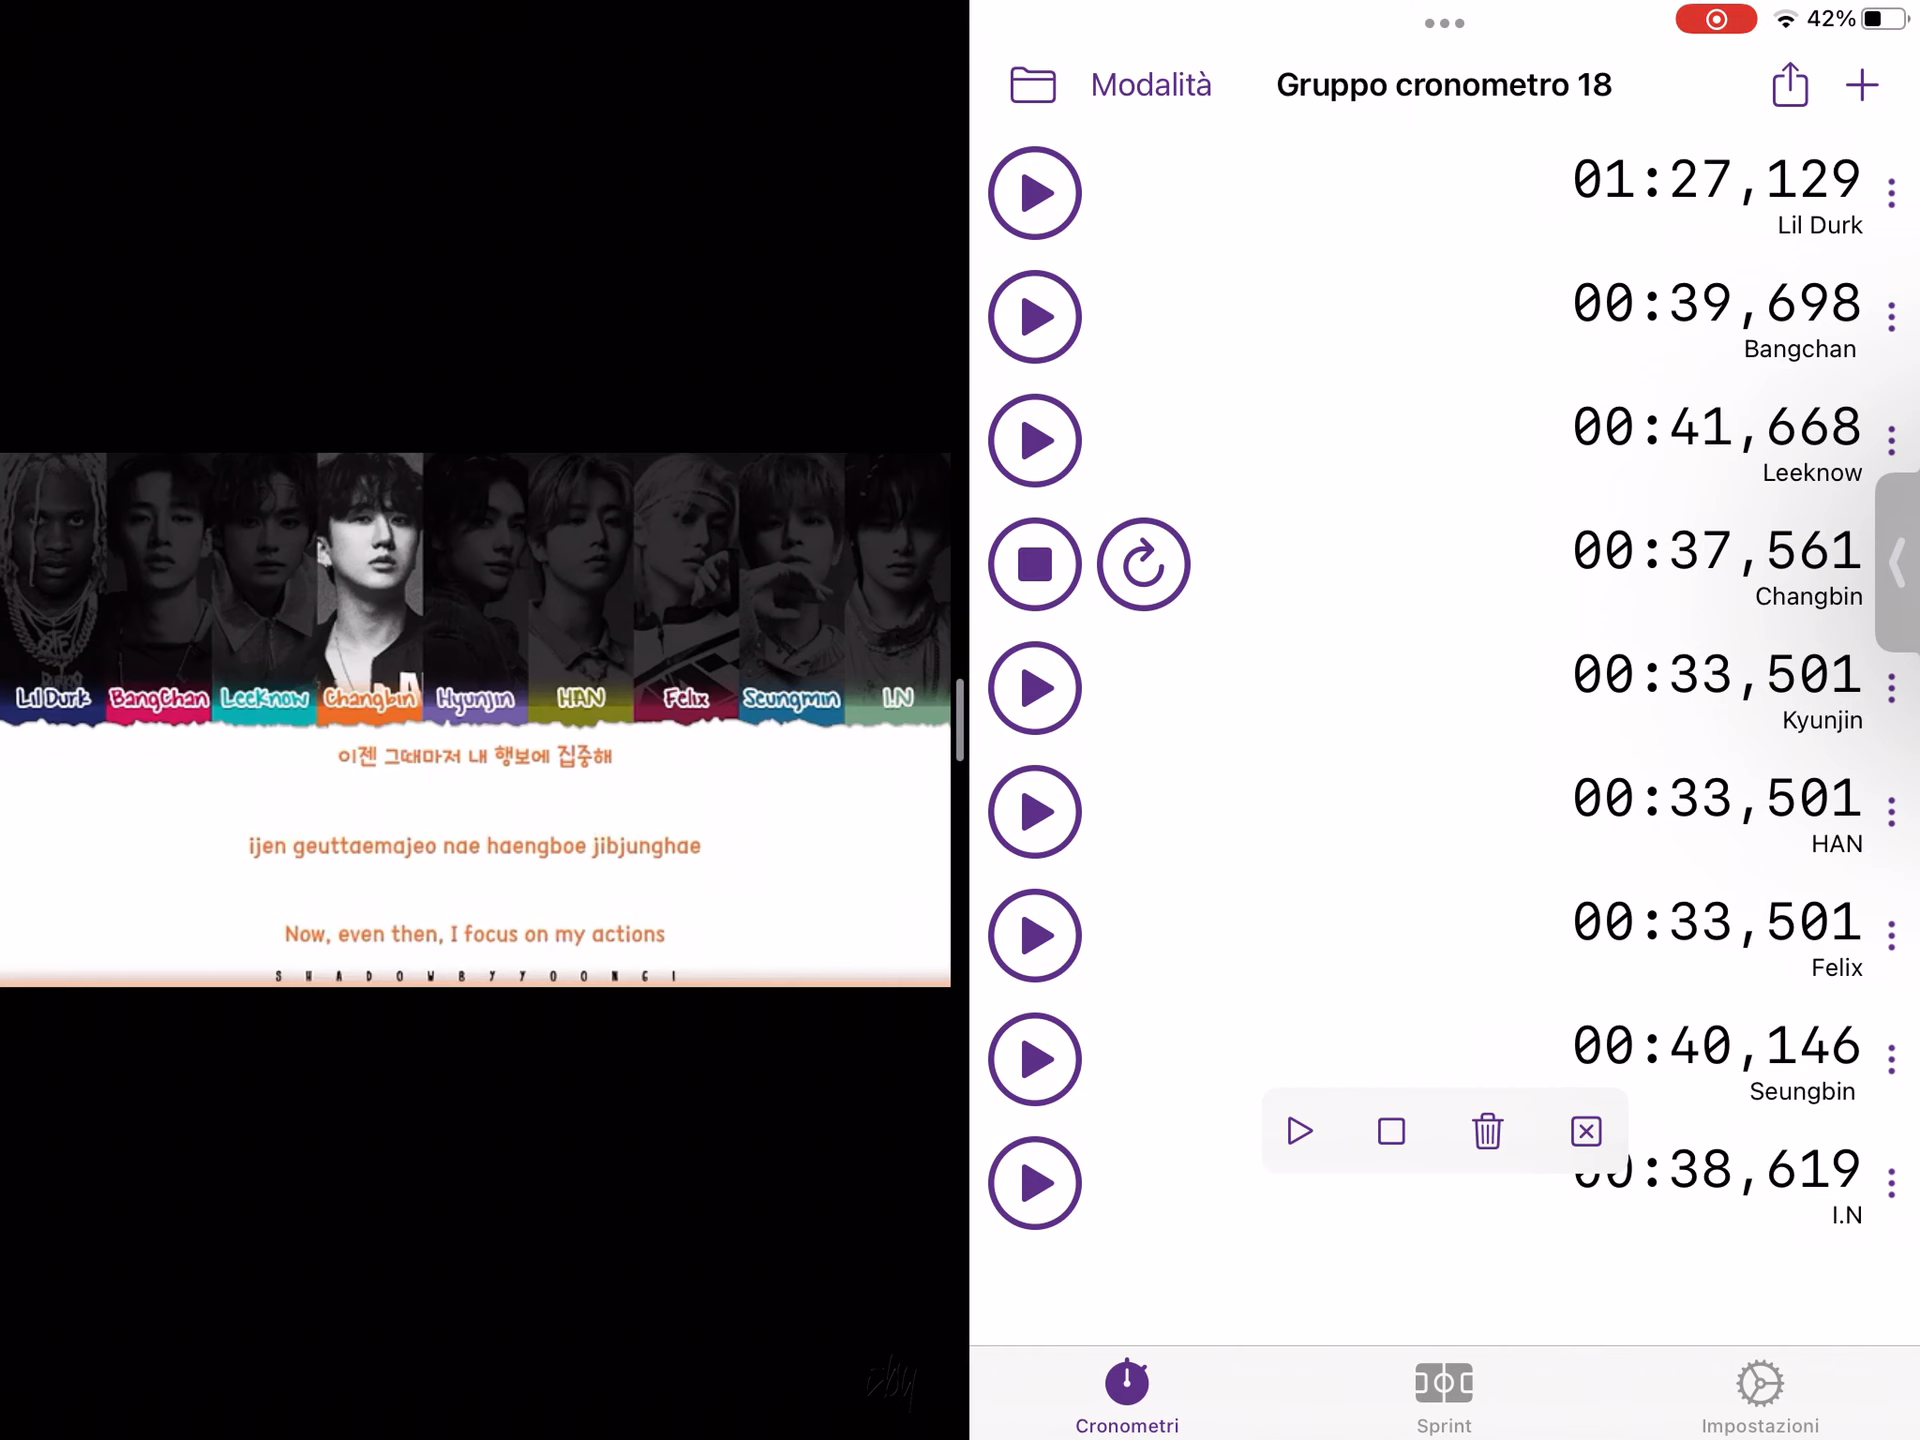 Lil Durk BangChan LeeKnow Changbin Hyunjin HAN Felix Seungmin I.N
이젠 그때마저 내 행보에 집중해
ijen geuttaemajeo nae haengboe jibjunghae
Now, even then, I focus on my actions
SHADOWBYYOONGI
42%
Modalità
Gruppo cronometro 18
01:27,129
Lil Durk
00:39,698
Bangchan
00:41,668
Leeknow
00:37,561
Changbin
00:33,501
Kyunjin
00:33,501
HAN
00:33,501
Felix
00:40,146
Seungbin
00:38,619
I.N
Cronometri
Sprint
Impostazioni